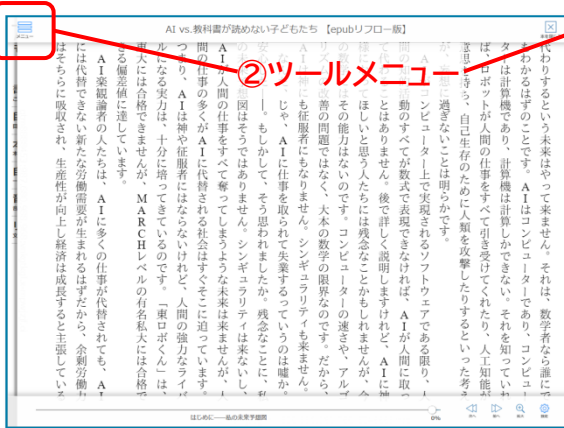 メニュー
AI vs.教科書が読めない子どもたち 【epubリフロー版】
②ツールメニュー
代わりするという未来はやって来ません。それは、数学者なら誰にで
もわかるはずのことです。AIはコンピューターであり、コンピュー
ターは計算機であり、計算機は計算しかできない。それを知っていれ
ば、ロボットが人間の仕事をすべて引き受けてくれたり、人工知能が
意思を持ち、自己生存のために人類を攻撃したりするといった考え
過ぎないことは明らかです。
ンピューター上で実現されるソフトウェアである限り、人
間 動のすべてが数式で表現できなければ、AIが人間に取っ
て代 とはありません。後で詳しく説明しますけれど、AIに神
様 ほしいと思う人たちには残念なことかもしれませんが、今
の数 その能力はないのです。コンピューターの速さや、アルゴ
リ 善の問題ではなく、大本の数学の限界なのです。だから、
にも征服者にもなりません。シンギュラリティも来ません。
じゃ、AIに仕事を取られて失業するっていうのは嘘か。
安 ー。もしかして、そう思われましたか。残念なことに、私
図はそうではありません。シンギュラリティは来ないし、
AIが人間の仕事をすべて奪ってしまうような未来は来ませんが、人
間の仕事の多くがAIに代替される社会はすぐそこに迫っています。
つまり、AIは神や征服者にはならないけれど、人間の強力なライバ
ルになる実力は、十分に培ってきているのです。「東ロボくん」は、
東大には合格できませんが、MARCHレベルの有名私大には合格で
きる偏差値に達しています。
AI楽観論者の人たちは、AIに多くの仕事が代替されても、AI
には代替できない新たな労働需要が生まれるはずだから、余剰労働力
はそちらに吸収され、生産性が向上し経済は成長すると主張している
はじめに――私の未来予想図
0%